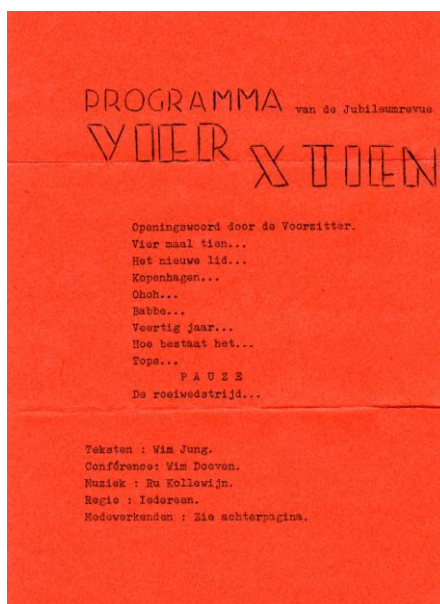 PROGRAMMA van de Jubileumrevue
VIER
X TIEN
Openingswoord door de Voorzitter.
Vier maal tien...
Het nieuwe lid...
Kopenhagen...
Ohoh...
Babbe...
Veertig jaar...
Hoe bestaat het...
Tops...
P A U Z E
De roeiwedstrijd...
Teksten : Wim Jung.
Conférence: Wim Doeven.
Muziek : Ru Kollewijn.
Regie : Iedereen.
Medewerkenden : Zie achterpagina.